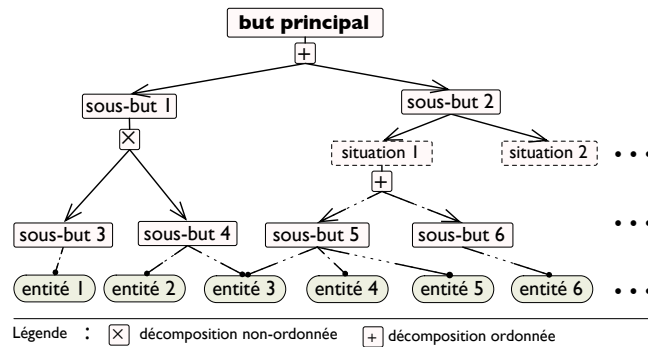 but principal
+
sous-but 1
sous-but 2
×
situation 1
situation 2
• • •
+
sous-but 3
sous-but 4
sous-but 5
sous-but 6
• • •
entité 1
entité 2
entité 3
entité 4
entité 5
entité 6
• • •
Légende : × décomposition non-ordonnée + décomposition ordonnée